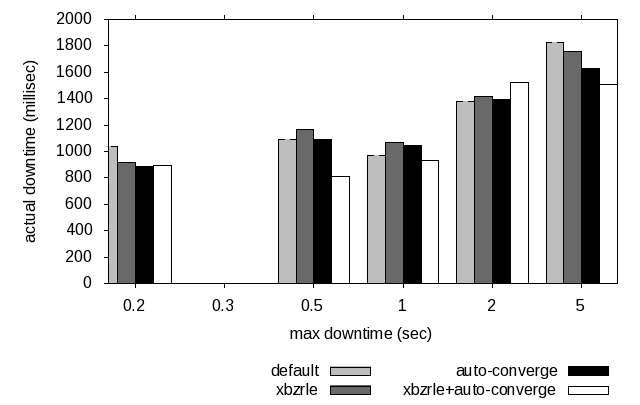 2000
1800
1600
1400
1200
1000
800
600
400
200
0
actual downtime (millisec)
0.2 0.3 0.5 1 2 5
max downtime (sec)
default auto-converge
xbzrle xbzrle+auto-converge